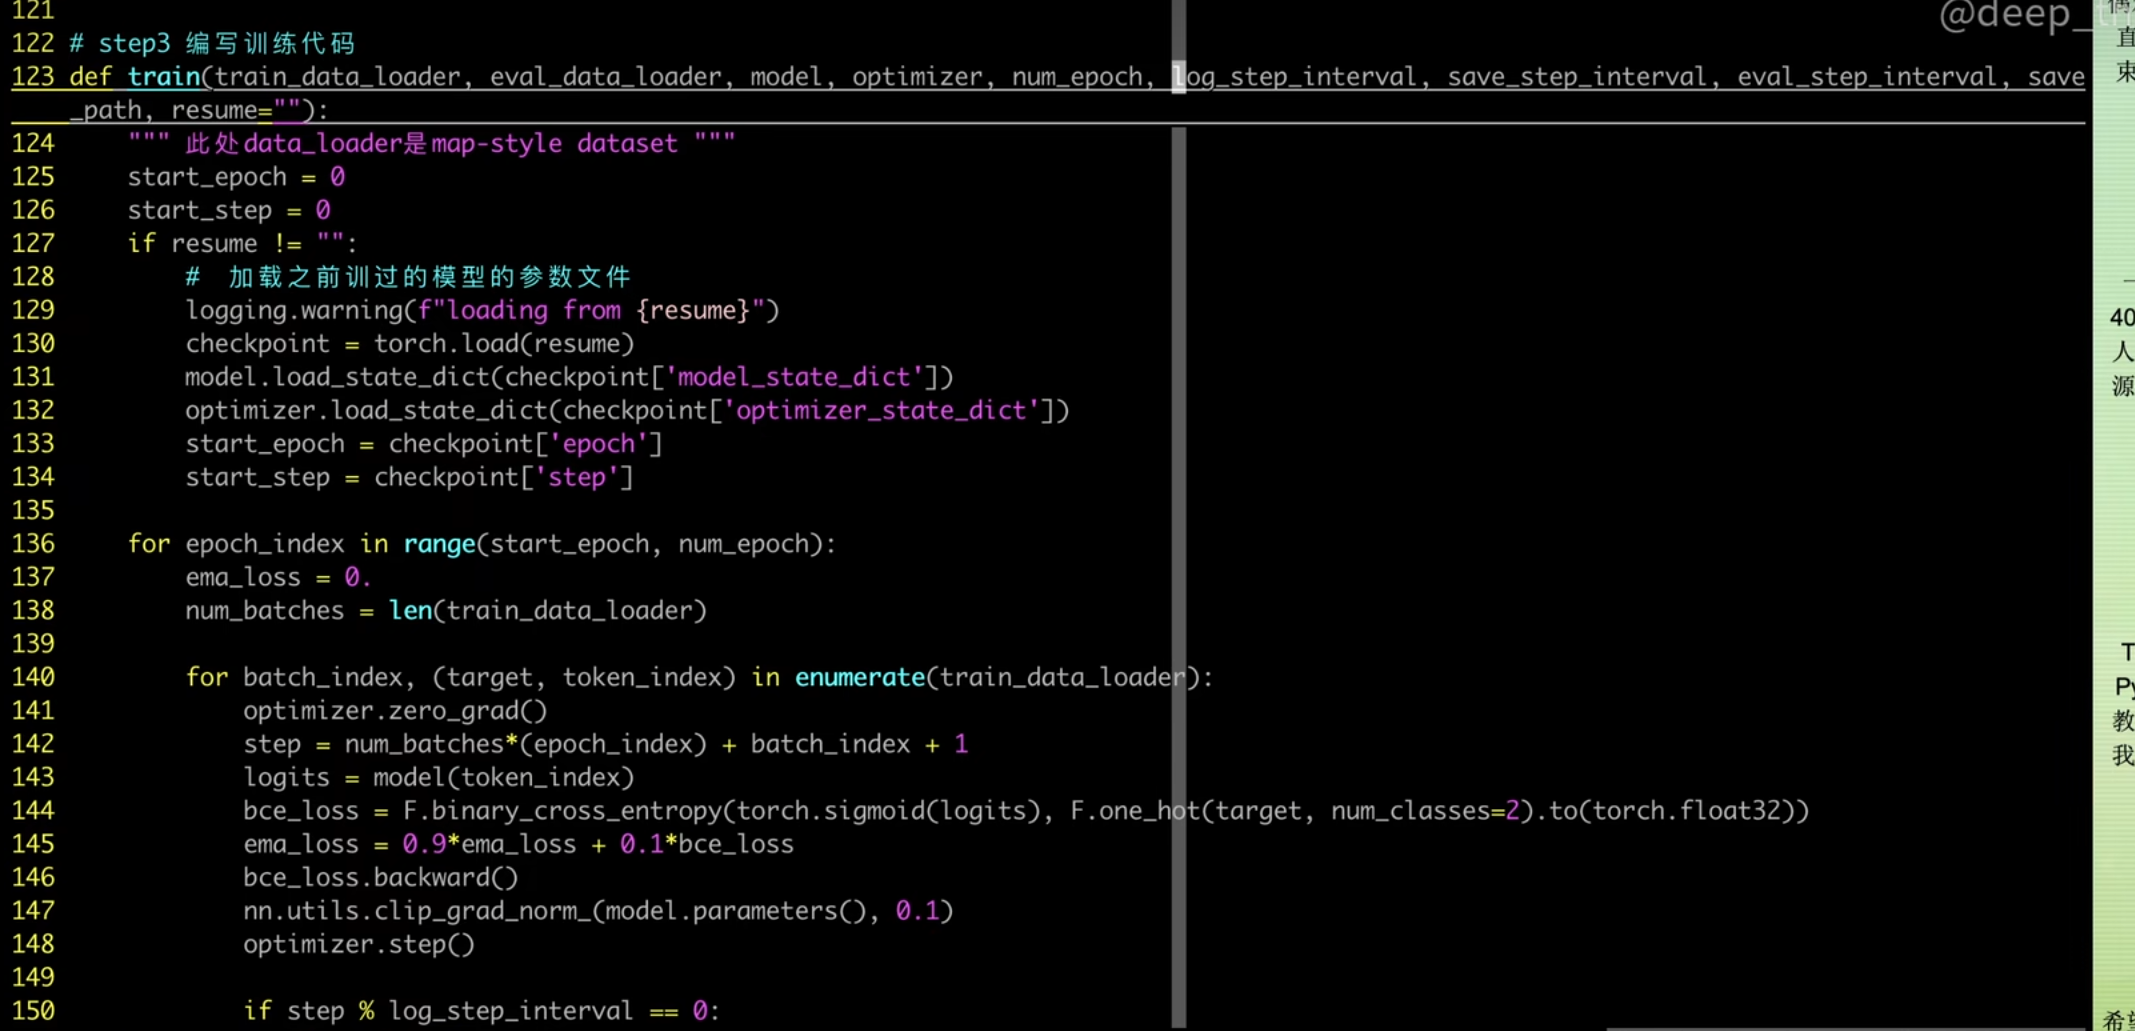 121
@deep_
122 # step3 编写训练代码
123 def train(train_data_loader, eval_data_loader, model, optimizer, num_epoch, log_step_interval, save_step_interval, eval_step_interval, save
_path, resume=""):
124     """ 此处data_loader是map-style dataset """
125     start_epoch = 0
126     start_step = 0
127     if resume != "":
128         #  加载之前训过的模型的参数文件
129         logging.warning(f"loading from {resume}")
130         checkpoint = torch.load(resume)
131         model.load_state_dict(checkpoint['model_state_dict'])
132         optimizer.load_state_dict(checkpoint['optimizer_state_dict'])
133         start_epoch = checkpoint['epoch']
134         start_step = checkpoint['step']
135
136     for epoch_index in range(start_epoch, num_epoch):
137         ema_loss = 0.
138         num_batches = len(train_data_loader)
139
140         for batch_index, (target, token_index) in enumerate(train_data_loader):
141             optimizer.zero_grad()
142             step = num_batches*(epoch_index) + batch_index + 1
143             logits = model(token_index)
144             bce_loss = F.binary_cross_entropy(torch.sigmoid(logits), F.one_hot(target, num_classes=2).to(torch.float32))
145             ema_loss = 0.9*ema_loss + 0.1*bce_loss
146             bce_loss.backward()
147             nn.utils.clip_grad_norm_(model.parameters(), 0.1)
148             optimizer.step()
149
150             if step % log_step_interval == 0:
直
束
40
人
源
T
Py
教
我
希